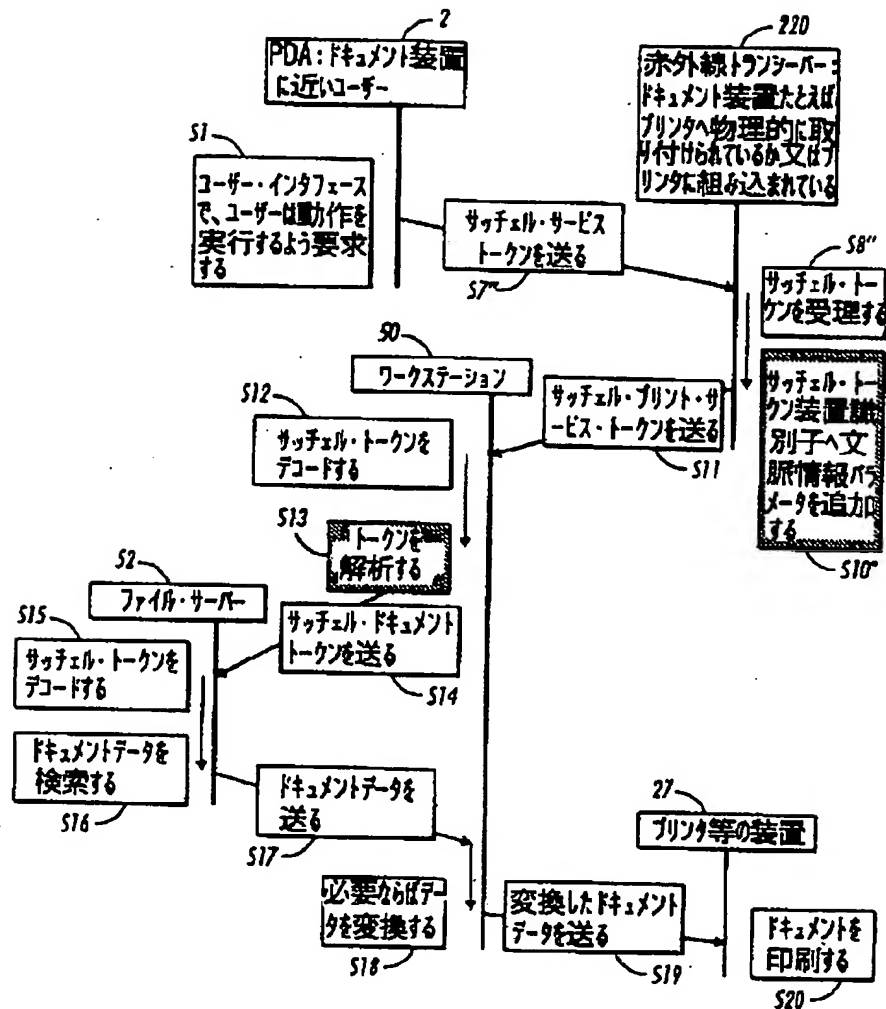 2
PDA:ドキュメント装置
に近いユーザー
220
赤外線トランシーバー:
ドキュメント装置たとえば
プリンタへ物理的に取
り付けられているか又はプ
リンタに組み込まれている
S1
ユーザー・インタフェース
で、ユーザーは動力作を
実行するよう要求
する
サッチェル・サービス
トークンを送る
S7"
S8"
サッチェル・トー
クンを受理する
50
ワークステーション
S12
サッチェル・トークンを
デコードする
サッチェル・プリント・サ
ービス・トークンを送る
S11
サッチェル・トー
クン装置識
別子へ文
脈情報パラ
メータを追加
する
S10"
S13
トークンを
解析する
52
ファイル・サーバー
S15
サッチェル・トークンを
デコードする
サッチェル・ドキュメント
トークンを送る
S14
ドキュメントデータを
検索する
S16
ドキュメントデータを
送る
S17
27
プリンタ等の装置
必要ならばデー
タを変換する
S18
変換したドキュメント
データを送る
S19
ドキュメントを
印刷する
S20